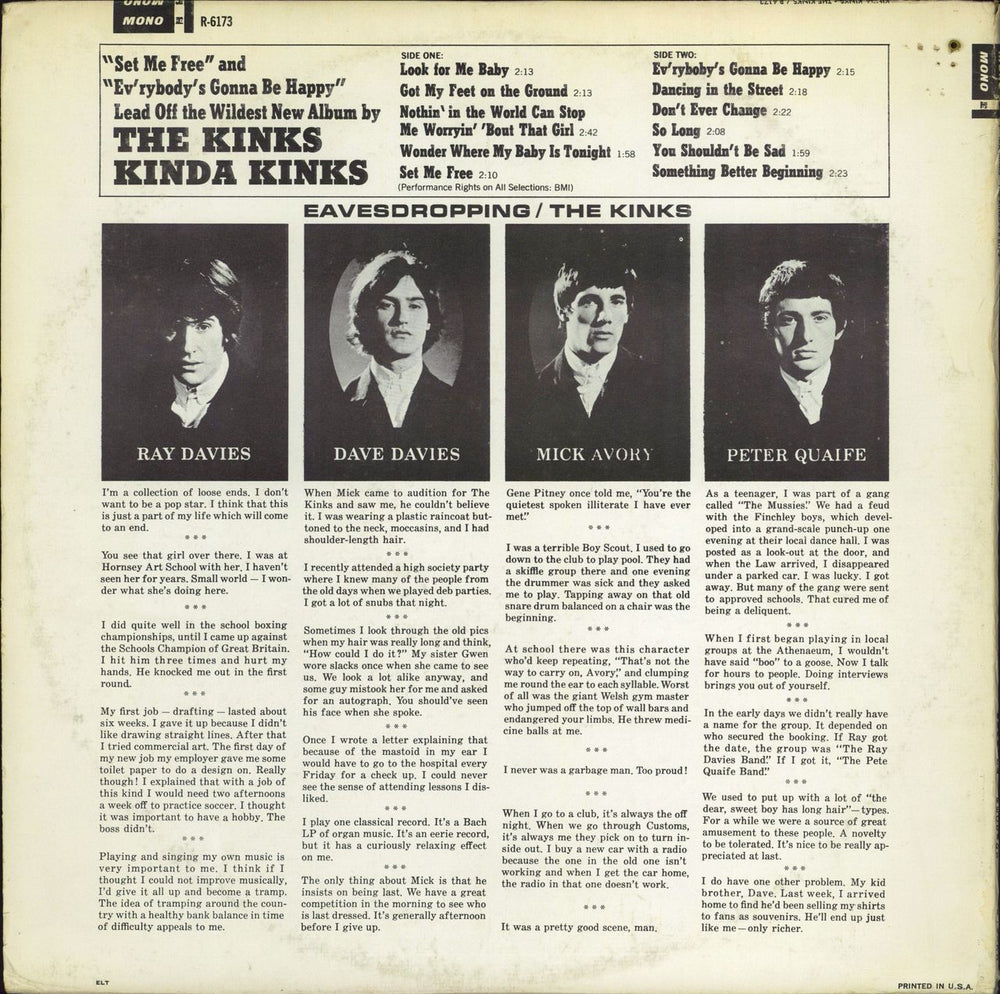 MONO
R-6173
MONO
"Set Me Free" and
"Ev'rybody's Gonna Be Happy"
Lead Off the Wildest New Album by
THE KINKS
KINDA KINKS
SIDE ONE:
Look for Me Baby 2:13
Got My Feet on the Ground 2:13
Nothin' in the World Can Stop
Me Worryin' 'Bout That Girl 2:42
Wonder Where My Baby Is Tonight 1:58
Set Me Free 2:10
(Performance Rights on All Selections: BMI)
SIDE TWO:
Ev'ryboby's Gonna Be Happy 2:15
Dancing in the Street 2:18
Don't Ever Change 2:22
So Long 2:08
You Shouldn't Be Sad 1:59
Something Better Beginning 2:23
EAVESDROPPING / THE KINKS
RAY DAVIES
I'm a collection of loose ends. I don't
want to be a pop star. I think that this
is just a part of my life which will come
to an end.
* * *
You see that girl over there. I was at
Hornsey Art School with her. I haven't
seen her for years. Small world — I won-
der what she's doing here.
* * *
I did quite well in the school boxing
championships, until I came up against
the Schools Champion of Great Britain.
I hit him three times and hurt my
hands. He knocked me out in the first
round.
* * *
My first job — drafting — lasted about
six weeks. I gave it up because I didn't
like drawing straight lines. After that
I tried commercial art. The first day of
my new job my employer gave me some
toilet paper to do a design on. Really
though! I explained that with a job of
this kind I would need two afternoons
a week off to practice soccer. I thought
it was important to have a hobby. The
boss didn't.
* * *
Playing and singing my own music is
very important to me. I think if I
thought I could not improve musically,
I'd give it all up and become a tramp.
The idea of tramping around the coun-
try with a healthy bank balance in time
of difficulty appeals to me.
DAVE DAVIES
When Mick came to audition for The
Kinks and saw me, he couldn't believe
it. I was wearing a plastic raincoat but-
toned to the neck, moccasins, and I had
shoulder-length hair.
* * *
I recently attended a high society party
where I knew many of the people from
the old days when we played deb parties.
I got a lot of snubs that night.
* * *
Sometimes I look through the old pics
when my hair was really long and think,
"How could I do it?" My sister Gwen
wore slacks once when she came to see
us. We look a lot alike anyway, and
some guy mistook her for me and asked
for an autograph. You should've seen
his face when she spoke.
* * *
Once I wrote a letter explaining that
because of the mastoid in my ear I
would have to go to the hospital every
Friday for a check up. I could never
see the sense of attending lessons I dis-
liked.
* * *
I play one classical record. It's a Bach
LP of organ music. It's an eerie record,
but it has a curiously relaxing effect
on me.
* * *
The only thing about Mick is that he
insists on being last. We have a great
competition in the morning to see who
is last dressed. It's generally afternoon
before I give up.
MICK AVORY
Gene Pitney once told me, "You're the
quietest spoken illiterate I have ever
met."
* * *
I was a terrible Boy Scout. I used to go
down to the club to play pool. They had
a skiffle group there and one evening
the drummer was sick and they asked
me to play. Tapping away on that old
snare drum balanced on a chair was the
beginning.
* * *
At school there was this character
who'd keep repeating, "That's not the
way to carry on, Avory," and clumping
me round the ear to each syllable. Worst
of all was the giant Welsh gym master
who jumped off the top of wall bars and
endangered your limbs. He threw medi-
cine balls at me.
* * *
I never was a garbage man. Too proud!
* * *
When I go to a club, it's always the off
night. When we go through Customs,
it's always me they pick on to turn in-
side out. I buy a new car with a radio
because the one in the old one isn't
working and when I get the car home,
the radio in that one doesn't work.
* * *
It was a pretty good scene, man.
PETER QUAIFE
As a teenager, I was part of a gang
called "The Mussies." We had a feud
with the Finchley boys, which devel-
oped into a grand-scale punch-up one
evening at their local dance hall. I was
posted as a look-out at the door, and
when the Law arrived, I disappeared
under a parked car. I was lucky. I got
away. But many of the gang were sent
to approved schools. That cured me of
being a deliquent.
* * *
When I first began playing in local
groups at the Athenaeum, I wouldn't
have said "boo" to a goose. Now I talk
for hours to people. Doing interviews
brings you out of yourself.
* * *
In the early days we didn't really have
a name for the group. It depended on
who secured the booking. If Ray got
the date, the group was "The Ray
Davies Band." If I got it, "The Pete
Quaife Band."
* * *
We used to put up with a lot of "the
dear, sweet boy has long hair"—types.
For a while we were a source of great
amusement to these people. A novelty
to be tolerated. It's nice to be really ap-
preciated at last.
* * *
I do have one other problem. My kid
brother, Dave. Last week, I arrived
home to find he'd been selling my shirts
to fans as souvenirs. He'll end up just
like me — only richer.
ELT
PRINTED IN U.S.A.